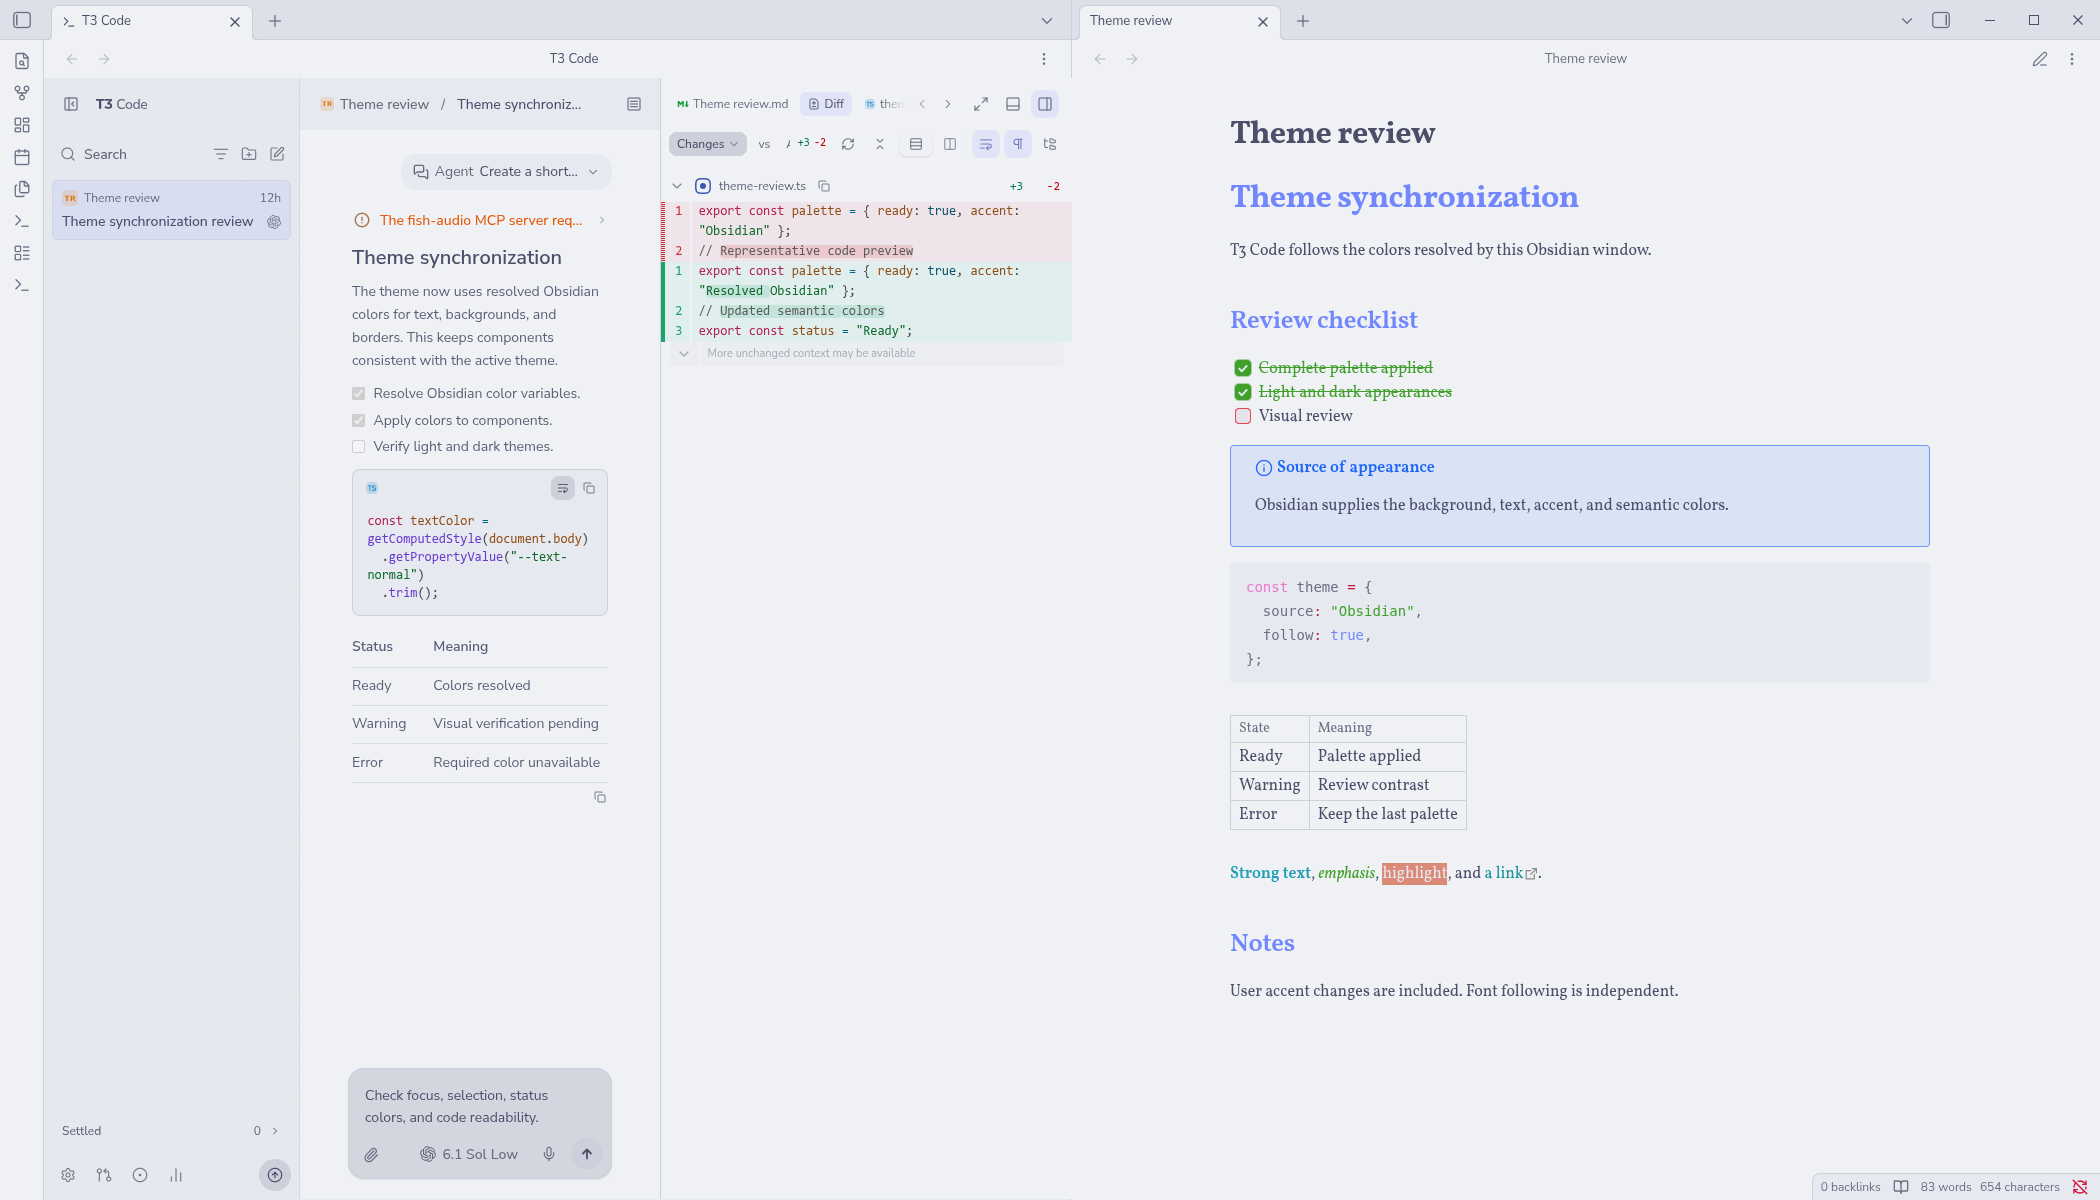 T3 Code
Theme review
T3 Code
Theme review
T3 Code
Search
TR Theme review 12h
Theme synchronization review
Settled 0
TR Theme review / Theme synchroniz...
Agent Create a short...
The fish-audio MCP server req...
Theme synchronization
The theme now uses resolved Obsidian
colors for text, backgrounds, and
borders. This keeps components
consistent with the active theme.
Resolve Obsidian color variables.
Apply colors to components.
Verify light and dark themes.
TS
const textColor =
getComputedStyle(document.body)
.getPropertyValue("--text-
normal")
.trim();
Status Meaning
Ready Colors resolved
Warning Visual verification pending
Error Required color unavailable
Check focus, selection, status
colors, and code readability.
6.1 Sol Low
M↓ Theme review.md Diff TS then
Changes vs +3 -2
theme-review.ts +3 -2
1 export const palette = { ready: true, accent:
"Obsidian" };
2 // Representative code preview
1 export const palette = { ready: true, accent:
"Resolved Obsidian" };
2 // Updated semantic colors
3 export const status = "Ready";
More unchanged context may be available
Theme review
Theme synchronization
T3 Code follows the colors resolved by this Obsidian window.
Review checklist
Complete palette applied
Light and dark appearances
Visual review
Source of appearance
Obsidian supplies the background, text, accent, and semantic colors.
const theme = {
source: "Obsidian",
follow: true,
};
State Meaning
Ready Palette applied
Warning Review contrast
Error Keep the last palette
Strong text, emphasis, highlight, and a link.
Notes
User accent changes are included. Font following is independent.
0 backlinks 83 words 654 characters